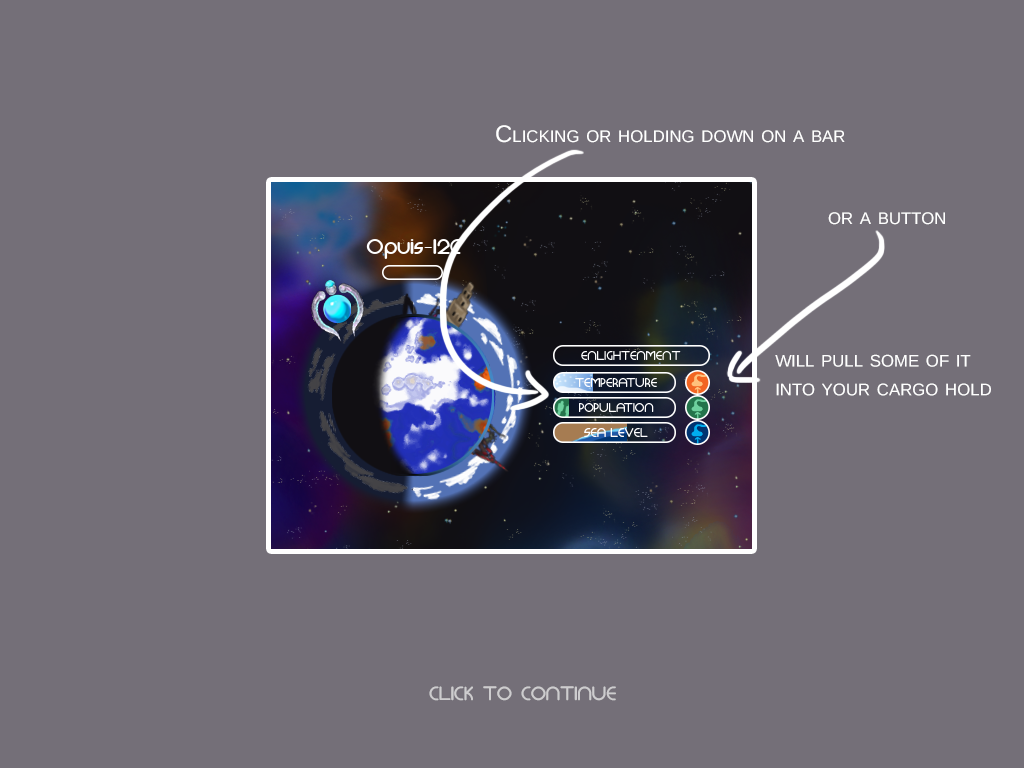 Clicking or holding down on a bar
or a button
Opuis-120
Enlightenment
will pull some of it
Temperature
into your cargo hold
Population
Sea Level
Click to continue